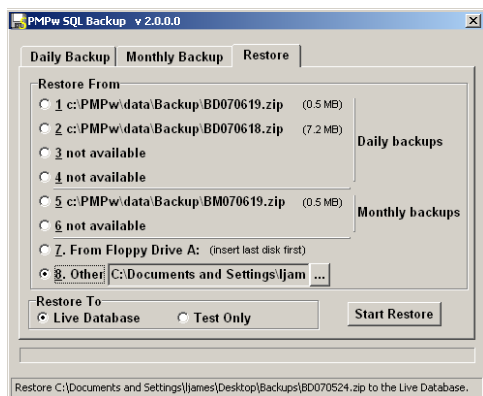 PMPw SQL Backup v 2.0.0.0
Daily Backup Monthly Backup Restore
Restore From
1 c:\PMPw\data\Backup\BD070619.zip (0.5 MB)
2 c:\PMPw\data\Backup\BD070618.zip (7.2 MB)
Daily backups
3 not available
4 not available
5 c:\PMPw\data\Backup\BM070619.zip (0.5 MB)
Monthly backups
6 not available
7. From Floppy Drive A: (insert last disk first)
8. Other C:\Documents and Settings\ljam ...
Restore To
Live Database Test Only Start Restore
Restore C:\Documents and Settings\ljames\Desktop\Backups\BD070524.zip to the Live Database.